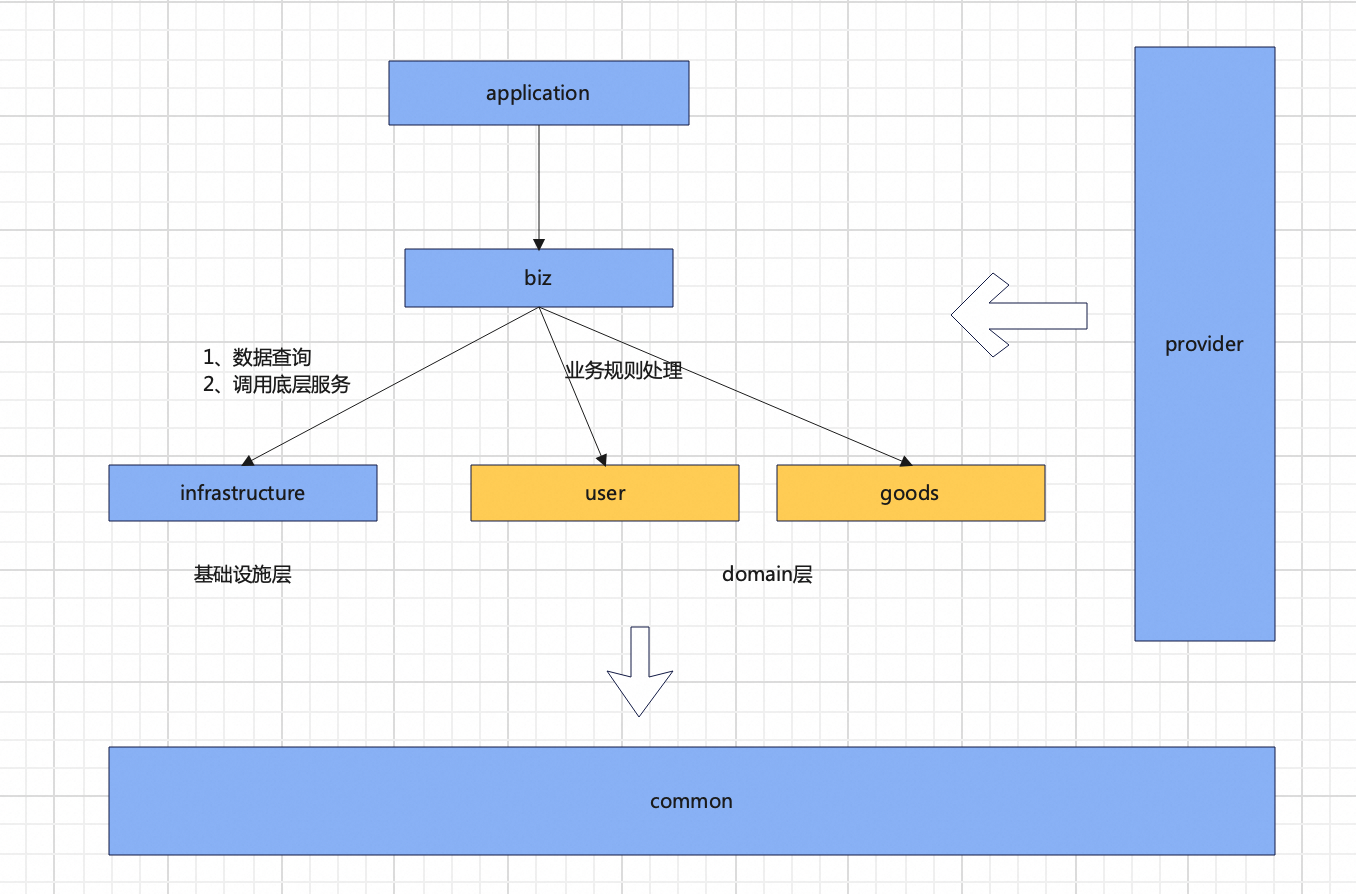 application
biz
provider
1、数据查询
2、调用底层服务
业务规则处理
infrastructure
user
goods
基础设施层
domain层
common